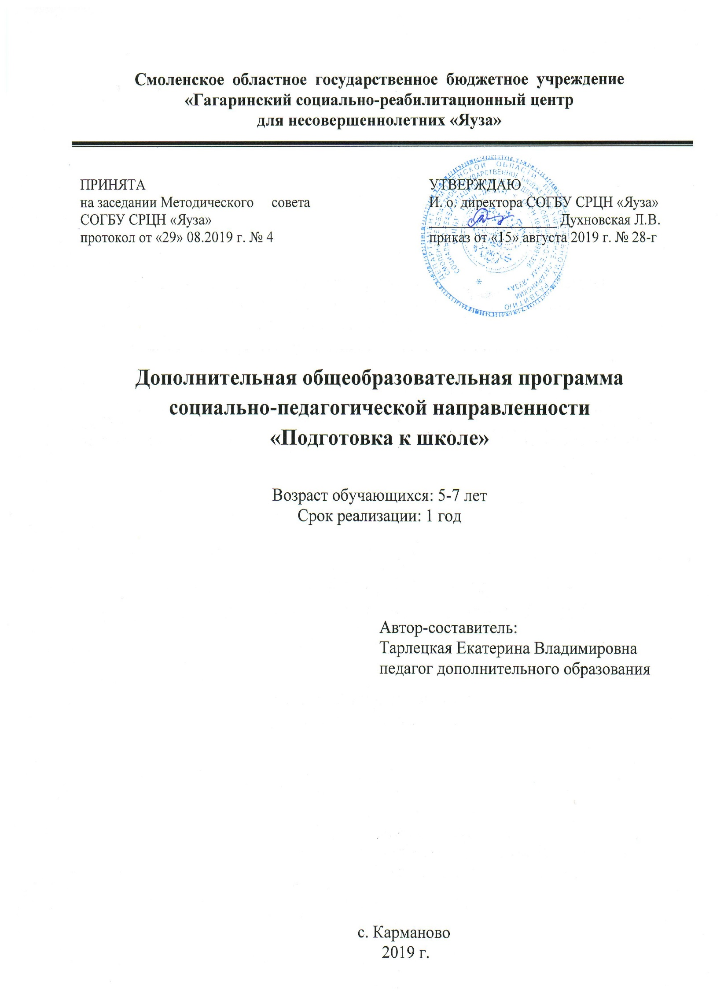 Смоленское областное государственное бюджетное учреждение
«Гагаринский социально-реабилитационный центр
для несовершеннолетних «Яуза»
ПРИНЯТА
на заседании Методического совета
СОГБУ СРЦН «Яуза»
протокол от «29» 08.2019 г. № 4
УТВЕРЖДАЮ
И. о. директора СОГБУ СРЦН «Яуза»
Духновская Л.В.
приказ от «15» августа 2019 г. № 28-г
Дополнительная общеобразовательная программа
социально-педагогической направленности
«Подготовка к школе»
Возраст обучающихся: 5-7 лет
Срок реализации: 1 год
Автор-составитель:
Тарлецкая Екатерина Владимировна
педагог дополнительного образования
с. Карманово
2019 г.